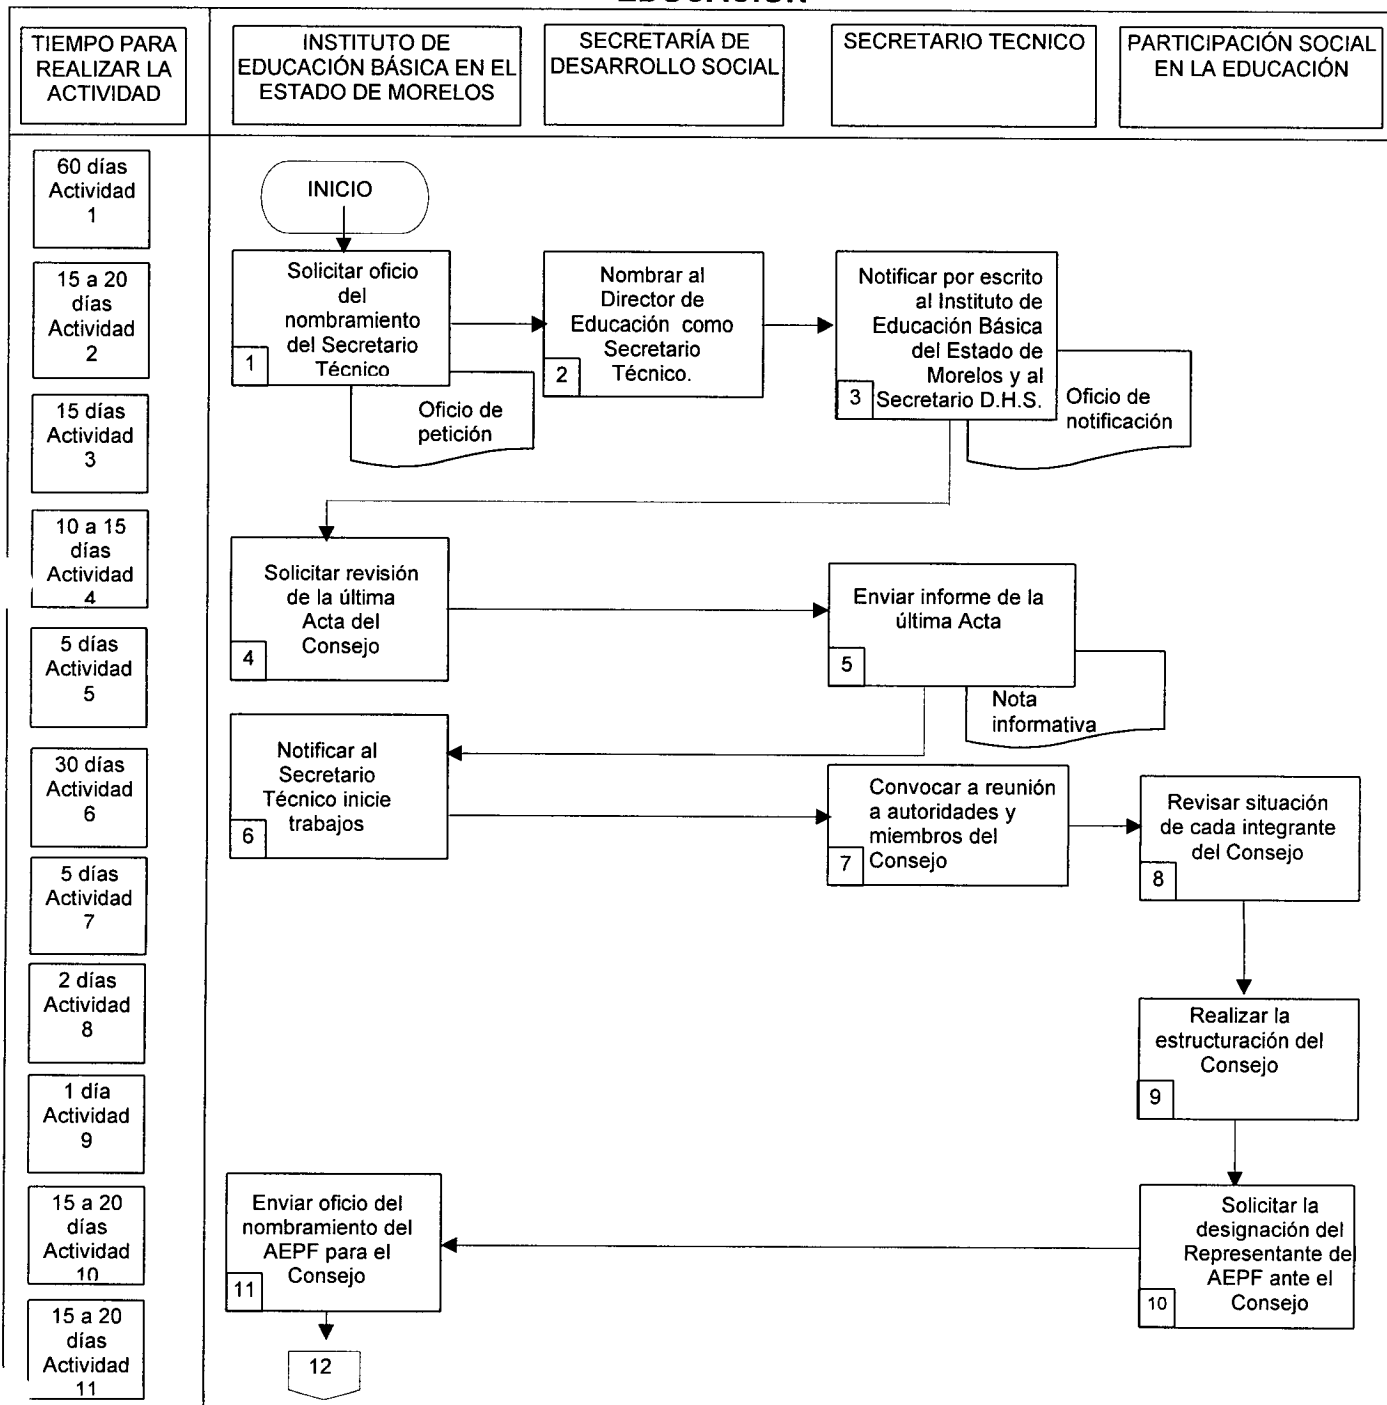 EDUCACIÓN
TIEMPO PARA
REALIZAR LA
ACTIVIDAD
INSTITUTO DE
EDUCACIÓN BÁSICA EN EL
ESTADO DE MORELOS
SECRETARÍA DE
DESARROLLO SOCIAL
SECRETARIO TECNICO
PARTICIPACIÓN SOCIAL
EN LA EDUCACIÓN
60 días
Actividad
1
15 a 20
días
Actividad
2
15 días
Actividad
3
10 a 15
días
Actividad
4
5 días
Actividad
5
30 días
Actividad
6
5 días
Actividad
7
2 días
Actividad
8
1 día
Actividad
9
15 a 20
días
Actividad
10
15 a 20
días
Actividad
11
INICIO
Solicitar oficio
del
nombramiento
del Secretario
Técnico
1
Oficio de
petición
Nombrar al
Director de
Educación como
Secretario
Técnico.
2
Notificar por escrito
al Instituto de
Educación Básica
del Estado de
Morelos y al
Secretario D.H.S.
3
Oficio de
notificación
Solicitar revisión
de la última
Acta del
Consejo
4
Enviar informe de la
última Acta
5
Nota
informativa
Notificar al
Secretario
Técnico inicie
trabajos
6
Convocar a reunión
a autoridades y
miembros del
Consejo
7
Revisar situación
de cada integrante
del Consejo
8
Realizar la
estructuración del
Consejo
9
Solicitar la
designación del
Representante de
AEPF ante el
Consejo
10
Enviar oficio del
nombramiento del
AEPF para el
Consejo
11
12